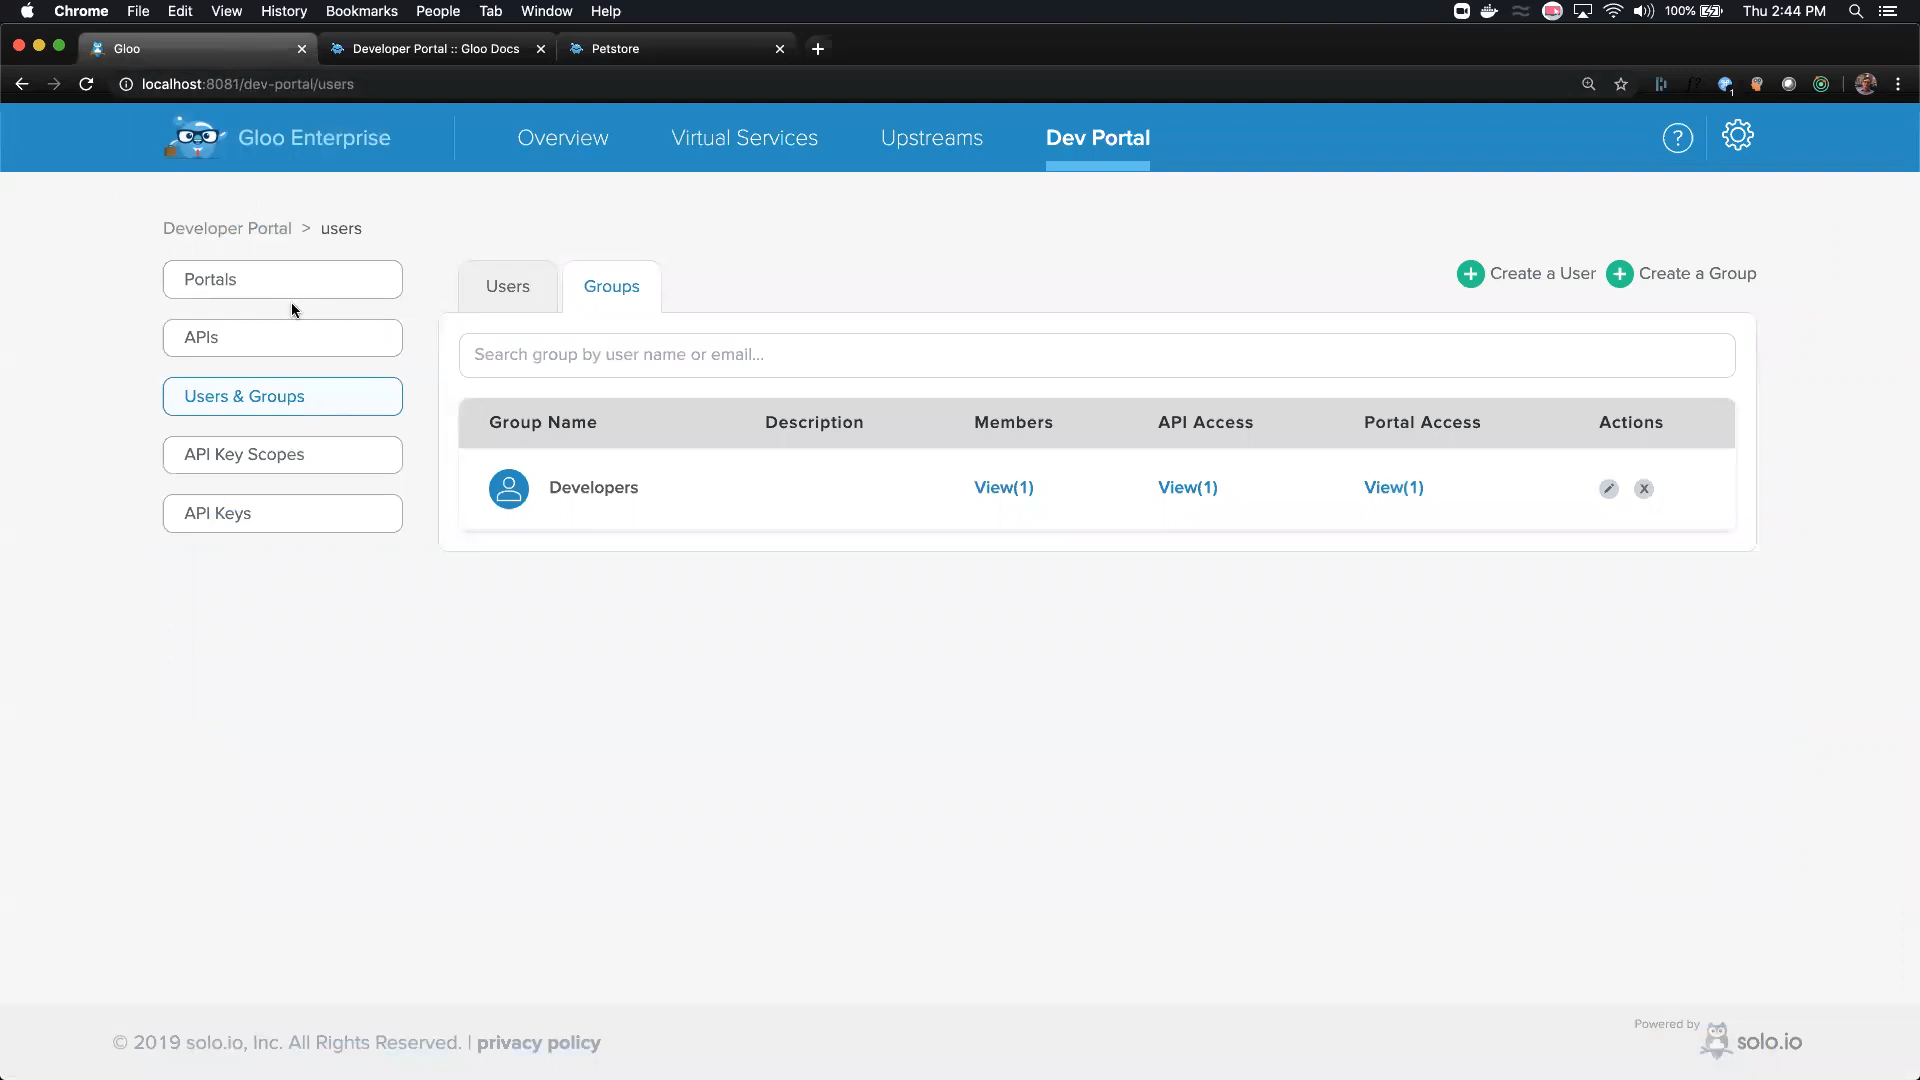 Chrome File Edit View History Bookmarks People Tab Window Help 100% Thu 2:44 PM
Gloo Developer Portal :: Gloo Docs Petstore
localhost:8081/dev-portal/users
Gloo Enterprise Overview Virtual Services Upstreams Dev Portal ?
Developer Portal > users
Portals
APIs
Users & Groups
API Key Scopes
API Keys
Users Groups
Create a User Create a Group
Search group by user name or email...
Group Name Description Members API Access Portal Access Actions
Developers View(1) View(1) View(1)
© 2019 solo.io, Inc. All Rights Reserved. | privacy policy
Powered by
solo.io